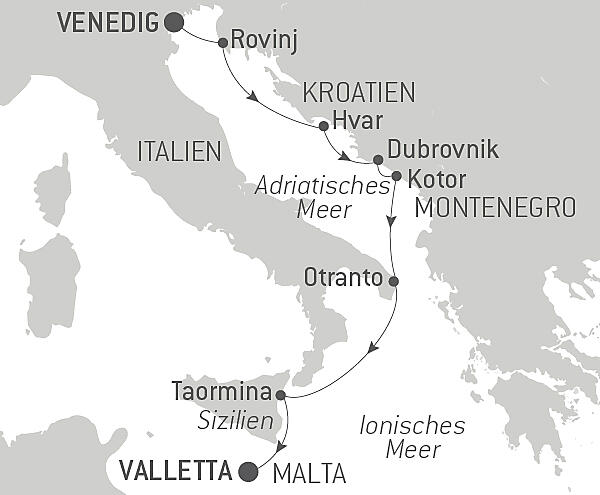 VENEDIG
Rovinj
KROATIEN
Hvar
ITALIEN
Dubrovnik
Kotor
Adriatisches
Meer
MONTENEGRO
Otranto
Taormina
Sizilien
Ionisches
Meer
VALLETTA
MALTA